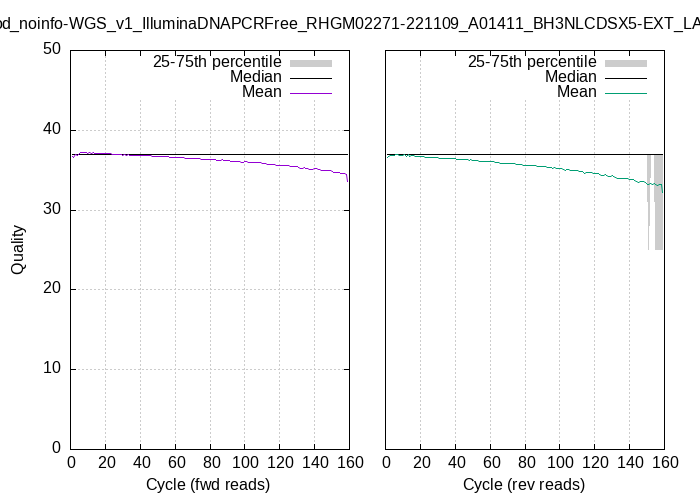 noinfo-WGS_v1_IlluminaDNAPCRFree_RHGM02271-221109_A01411_BH3NLCDSX5-EXT_LA
50 25-75th percentile 25-75th percentile
Median Median
Mean Mean
40
30
Quality
20
10
0
0 20 40 60 80 100 120 140 160 0 20 40 60 80 100 120 140 160
Cycle (fwd reads) Cycle (rev reads)